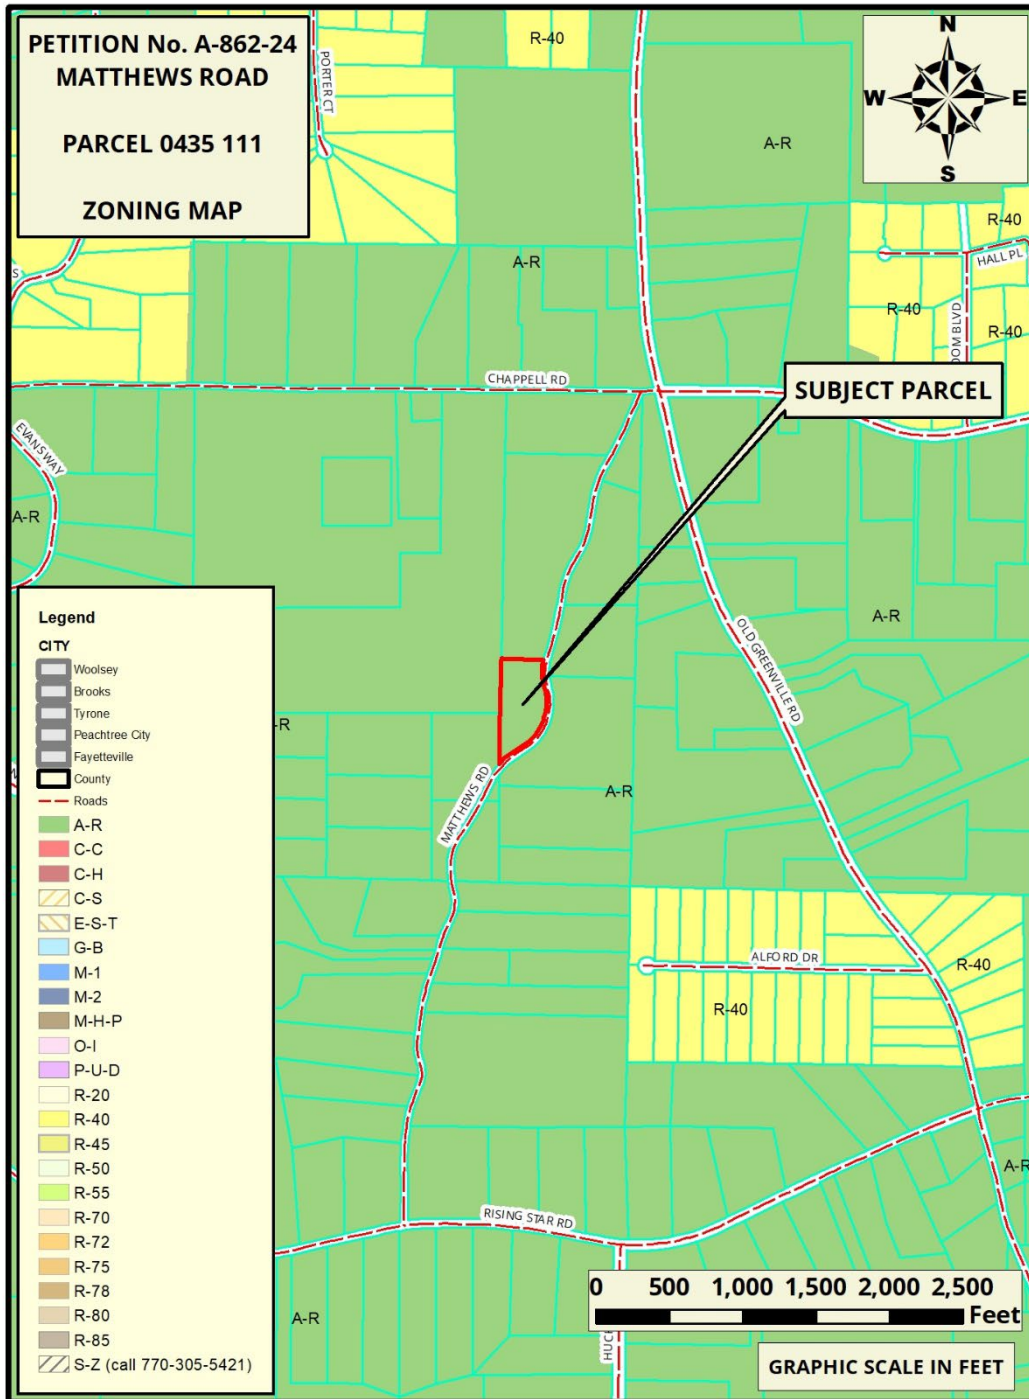 PETITION No. A-862-24
MATTHEWS ROAD
PARCEL 0435 111
ZONING MAP
N
W
E
S
PORTER CT
R-40
A-R
R-40
HALL PL
R-40
R-40
A-R
S
CHAPPELL RD
SUBJECT PARCEL
EVANS WAY
A-R
A-R
OLD GREENVILLE RD
MATTHEWS RD
A-R
ALFORD DR
R-40
R-40
A-R
RISING STAR RD
A-R
Legend
CITY
Woolsey
Brooks
Tyrone
Peachtree City
Fayetteville
County
Roads
A-R
C-C
C-H
C-S
E-S-T
G-B
M-1
M-2
M-H-P
O-I
P-U-D
R-20
R-40
R-45
R-50
R-55
R-70
R-72
R-75
R-78
R-80
R-85
S-Z (call 770-305-5421)
0 500 1,000 1,500 2,000 2,500
Feet
GRAPHIC SCALE IN FEET